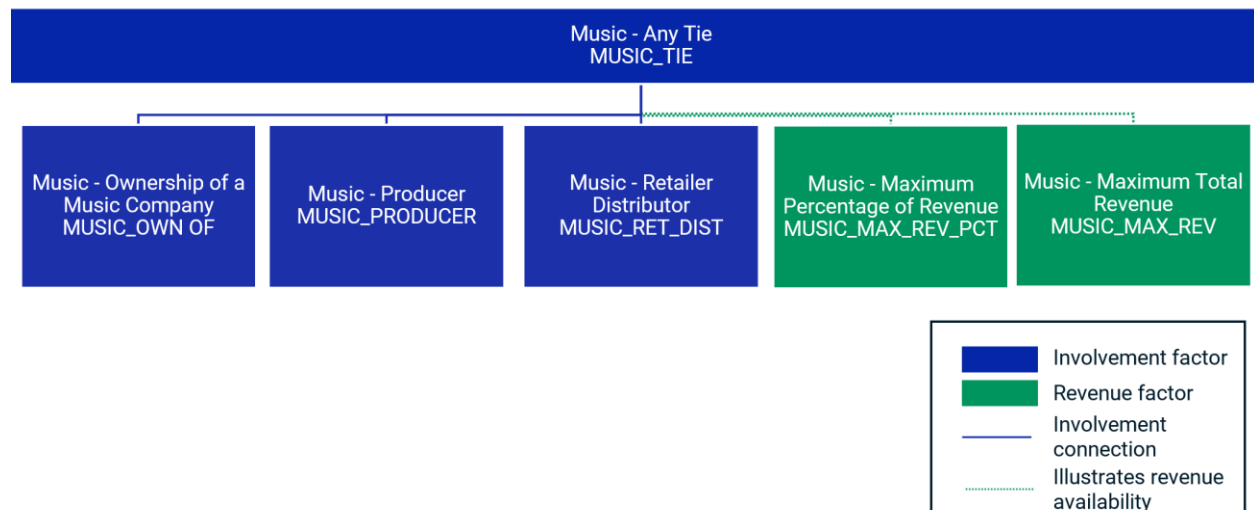 Music - Any Tie
MUSIC_TIE
Music - Ownership of a
Music Company
MUSIC_OWN OF
Music - Producer
MUSIC_PRODUCER
Music - Retailer
Distributor
MUSIC_RET_DIST
Music - Maximum
Percentage of Revenue
MUSIC_MAX_REV_PCT
Music - Maximum Total
Revenue
MUSIC_MAX_REV
Involvement factor
Revenue factor
Involvement
connection
Illustrates revenue
availability